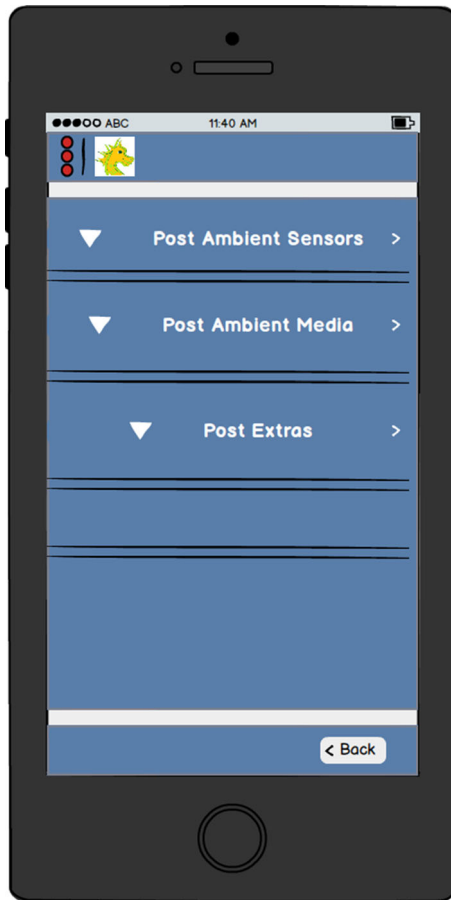 ABC 11:40 AM
Post Ambient Sensors >
Post Ambient Media >
Post Extras >
< Back